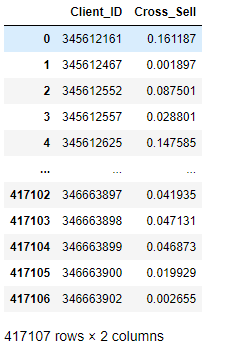 Client_ID Cross_Sell
0 345612161 0.161187
1 345612467 0.001897
2 345612552 0.087501
3 345612557 0.028801
4 345612625 0.147585
... ... ...
417102 346663897 0.041935
417103 346663898 0.047131
417104 346663899 0.046873
417105 346663900 0.019929
417106 346663902 0.002655
417107 rows × 2 columns